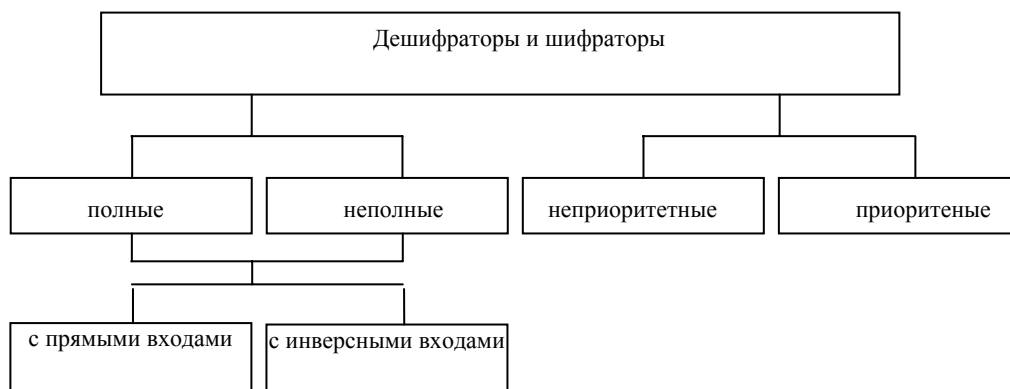 Дешифраторы и шифраторы
полные
неполные
неприоритетные
приоритеные
с прямыми входами
с инверсными входами